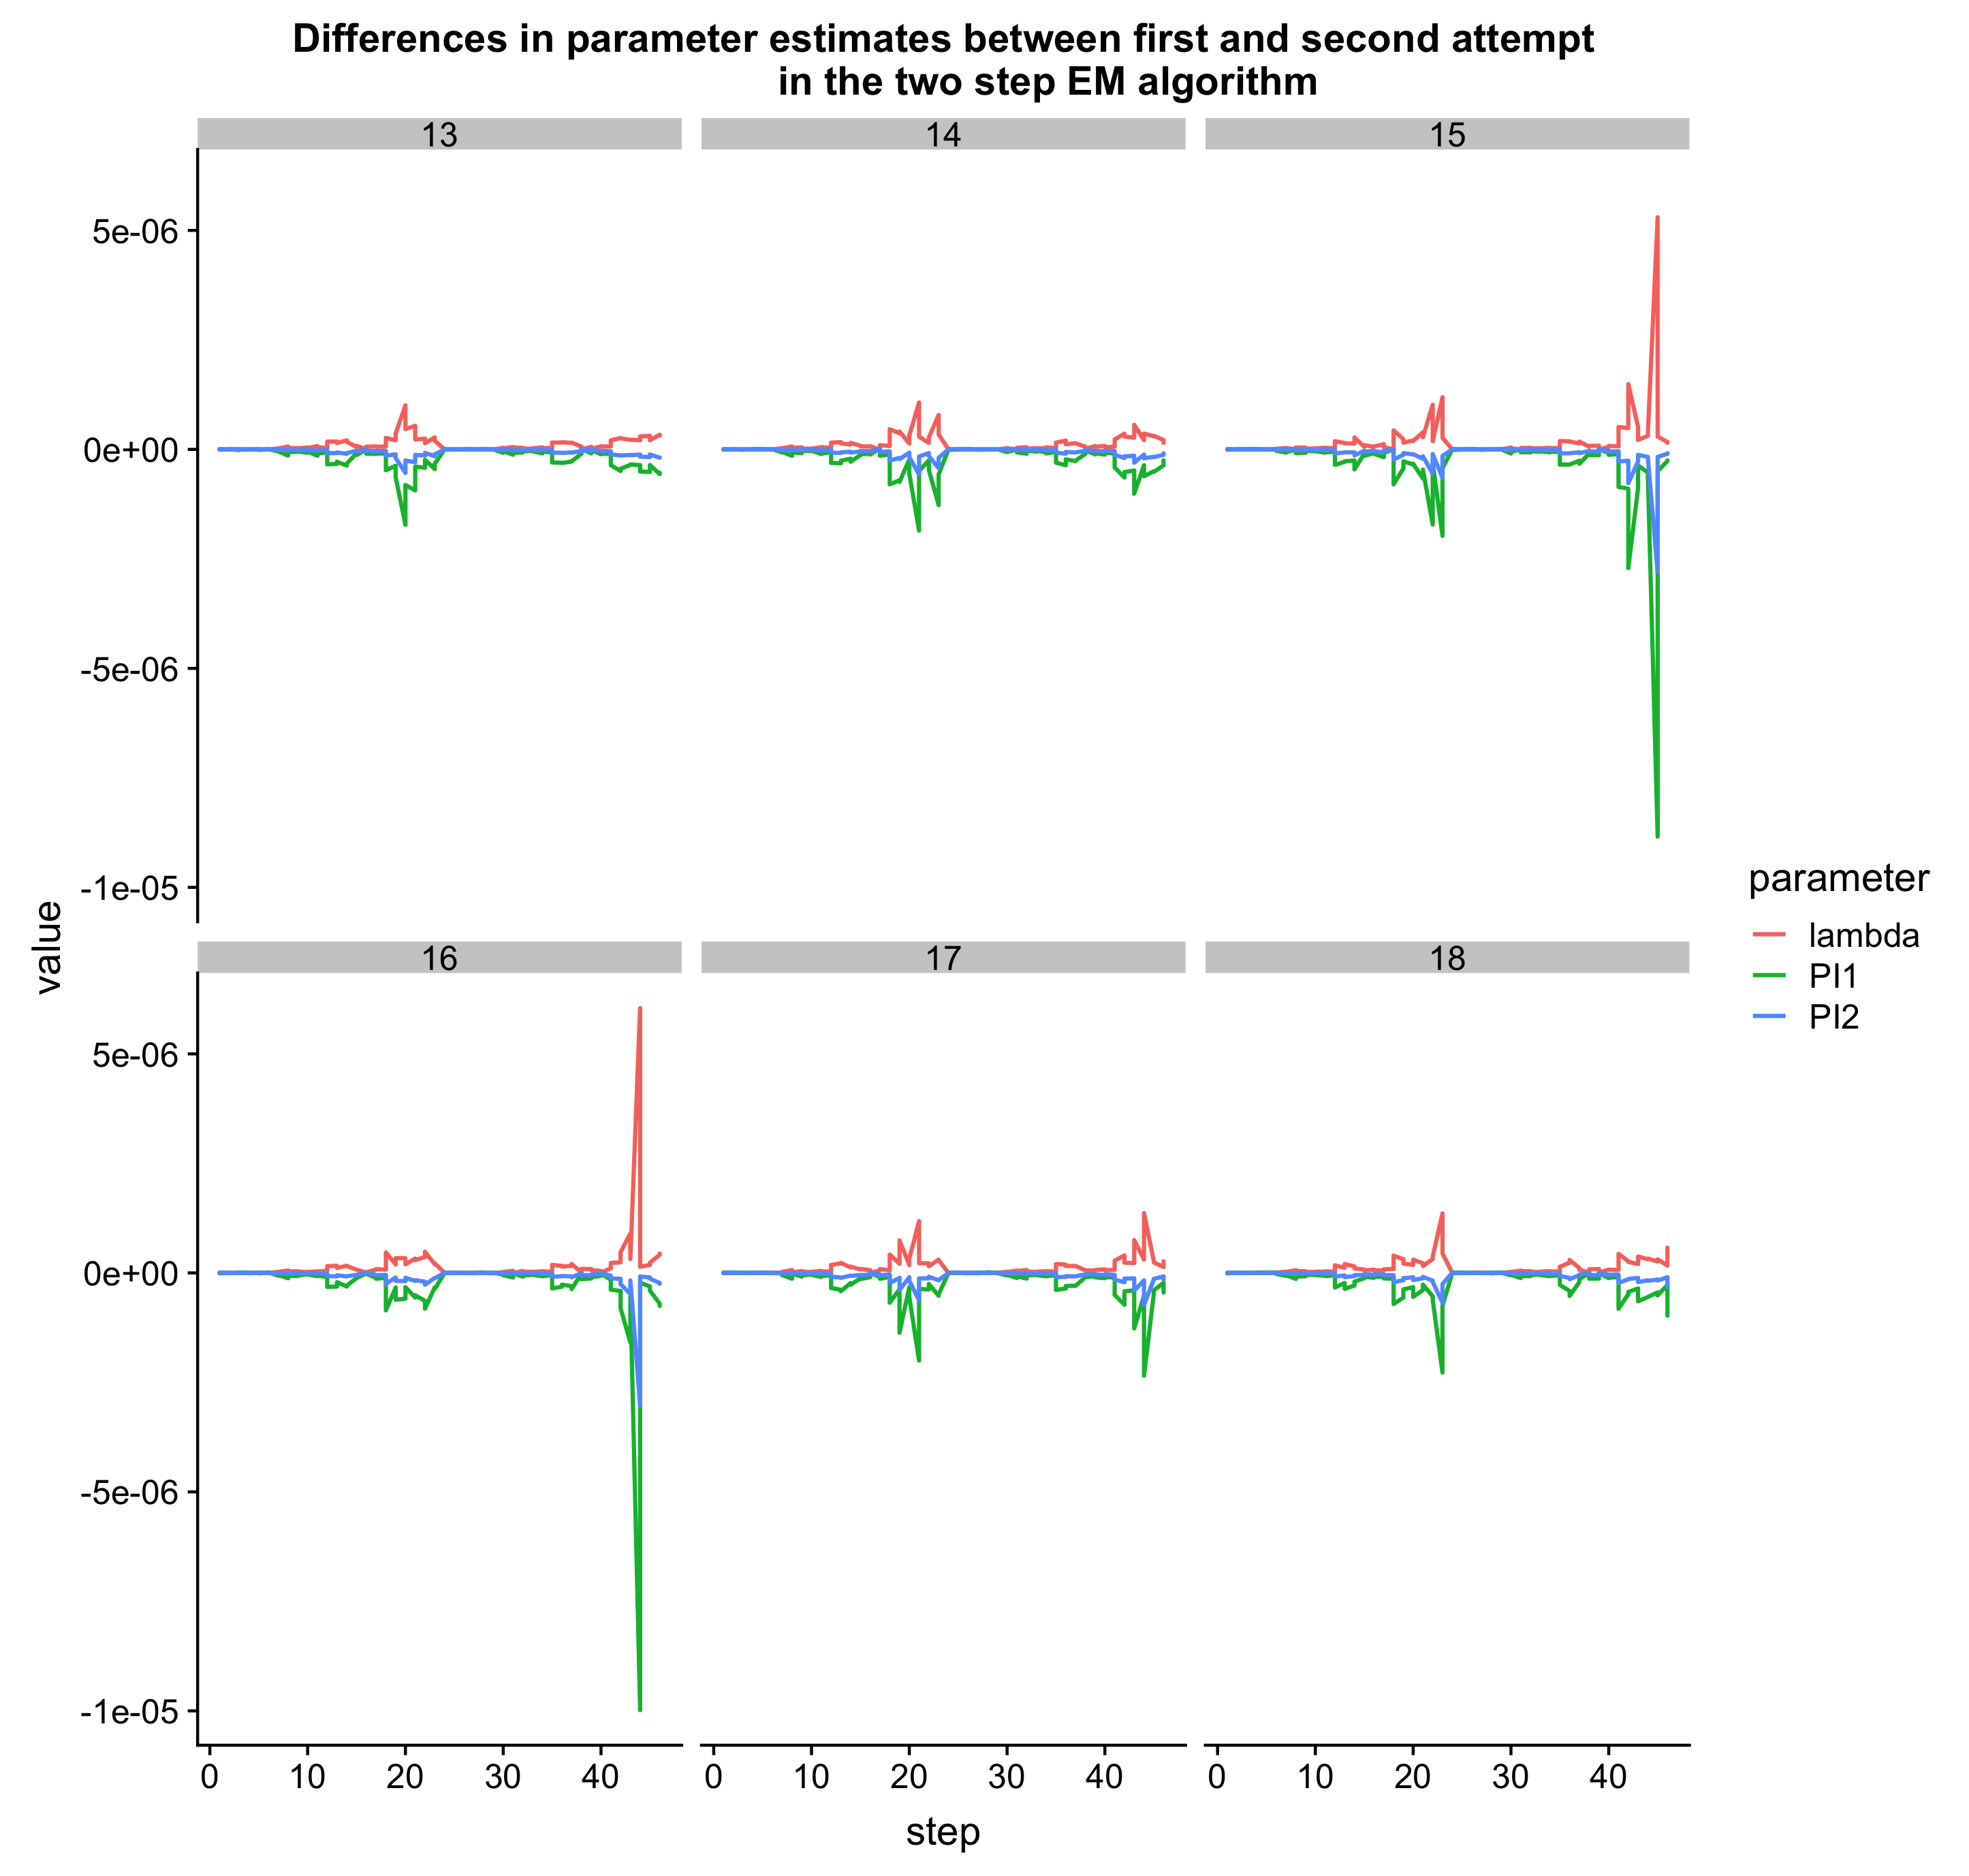 Differences in parameter estimates between first and second attempt
in the two step EM algorithm
13
14
15
5e-06
0e+00
-5e-06
-1e-05
16
17
18
5e-06
0e+00
-5e-06
-1e-05
0 10 20 30 40
0 10 20 30 40
0 10 20 30 40
step
value
parameter
lambda
PI1
PI2